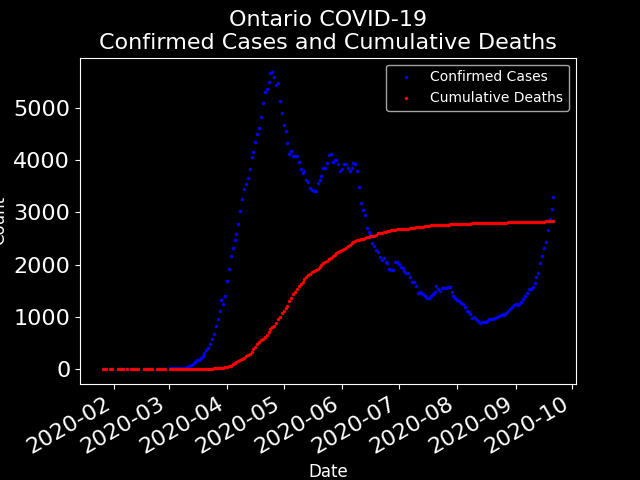 Ontario COVID-19
Confirmed Cases and Cumulative Deaths
Confirmed Cases
Cumulative Deaths
5000
4000
3000
2000
1000
0
Count
2020-02
2020-03
2020-04
2020-05
2020-06
2020-07
2020-08
2020-09
2020-10
Date